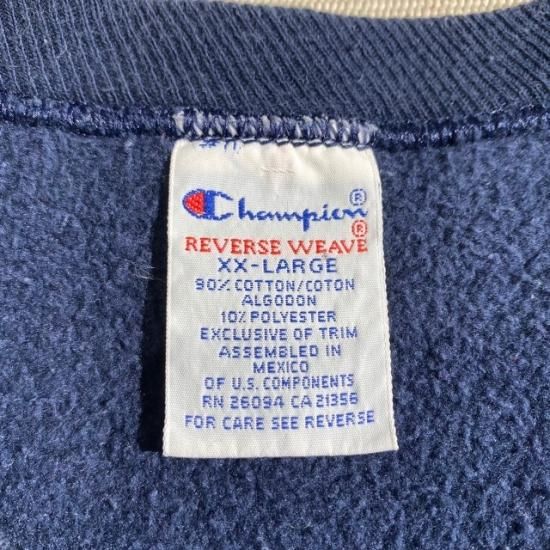 Champion®
REVERSE WEAVE®
XX-LARGE
90% COTTON/COTON
ALGODON
10% POLYESTER
EXCLUSIVE OF TRIM
ASSEMBLED IN
MEXICO
OF U.S. COMPONENTS
RN 26094 CA 21356
FOR CARE SEE REVERSE